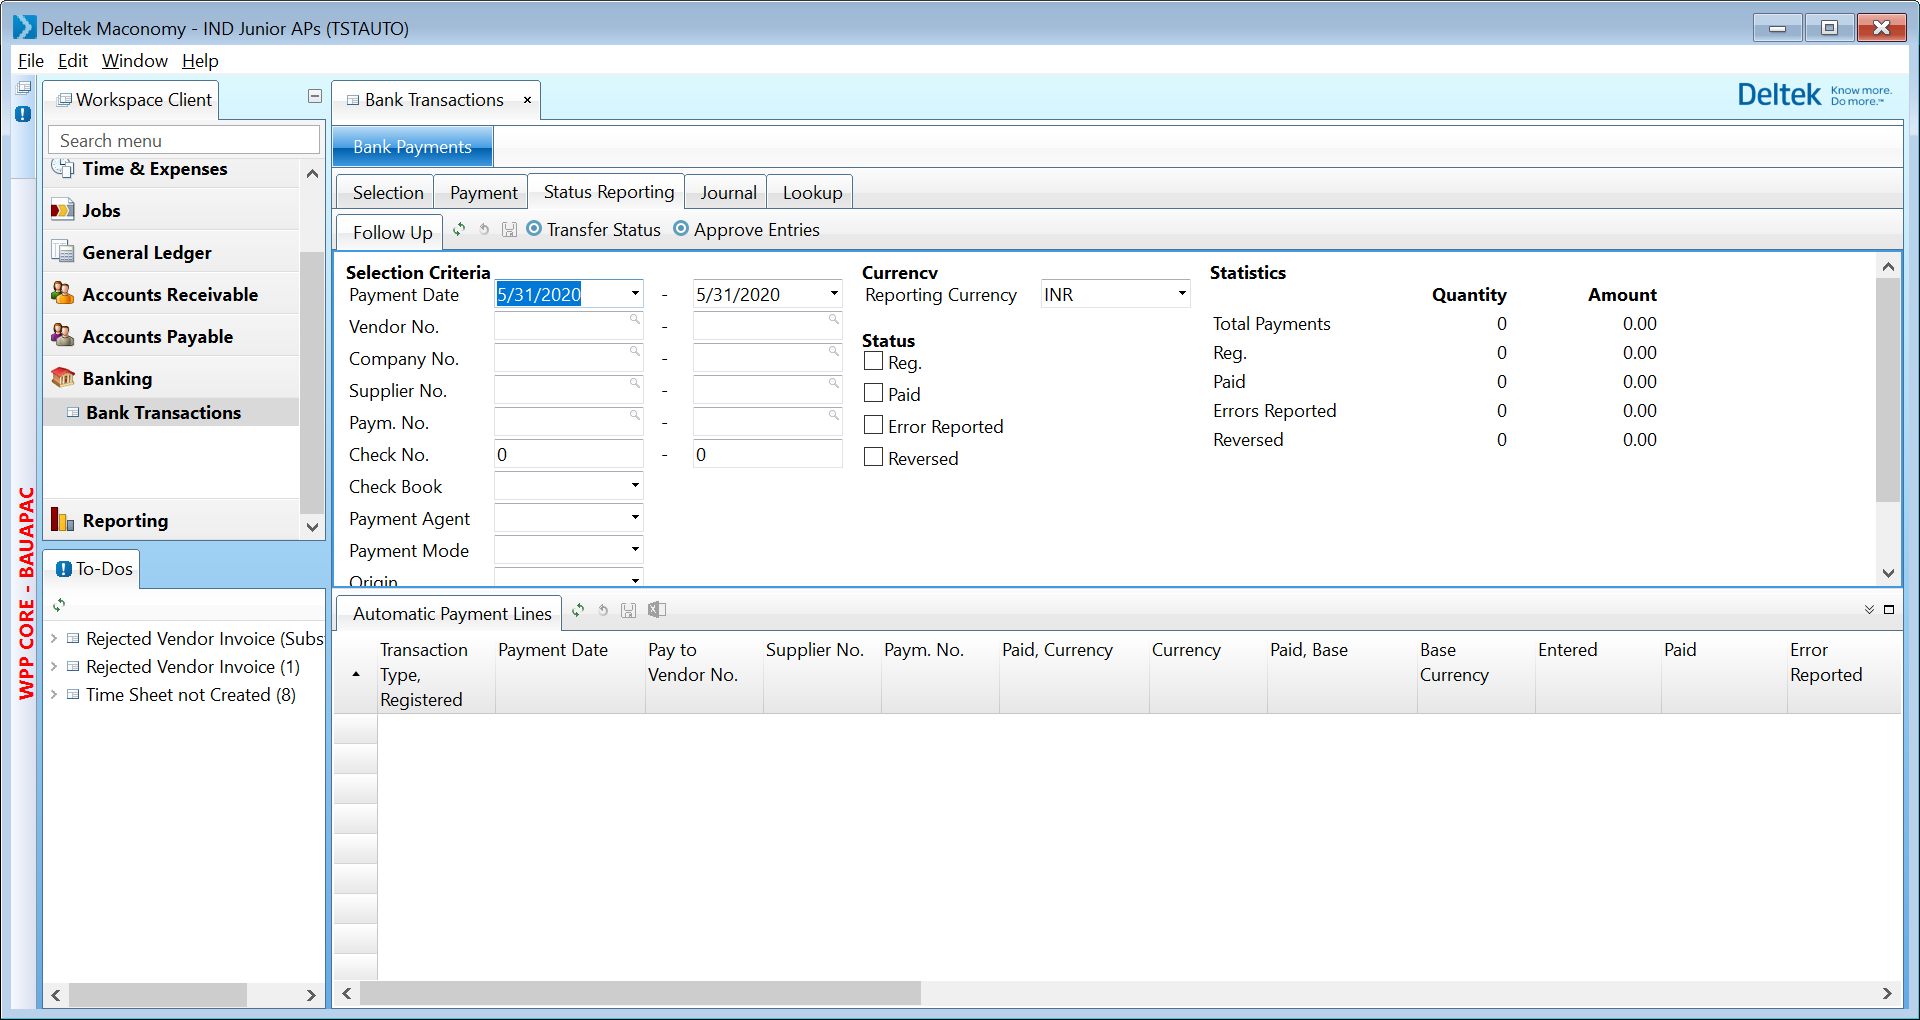 Deltek Maconomy - IND Junior APs (TSTAUTO)
File Edit Window Help
Workspace Client
Bank Transactions
Deltek Know more. Do more.™
Search menu
Bank Payments
Time & Expenses
Jobs
General Ledger
Accounts Receivable
Accounts Payable
Banking
Bank Transactions
Reporting
WPP CORE - BAUAPAC
To-Dos
Rejected Vendor Invoice (Subs
Rejected Vendor Invoice (1)
Time Sheet not Created (8)
Selection Payment Status Reporting Journal Lookup
Follow Up Transfer Status Approve Entries
Selection Criteria
Payment Date 5/31/2020 - 5/31/2020
Vendor No. -
Company No. -
Supplier No. -
Paym. No. -
Check No. 0 - 0
Check Book
Payment Agent
Payment Mode
Origin
Currency
Reporting Currency INR
Status
Reg.
Paid
Error Reported
Reversed
Statistics
Quantity Amount
Total Payments 0 0.00
Reg. 0 0.00
Paid 0 0.00
Errors Reported 0 0.00
Reversed 0 0.00
Automatic Payment Lines
Transaction Type, Registered
Payment Date
Pay to Vendor No.
Supplier No.
Paym. No.
Paid, Currency
Currency
Paid, Base
Base Currency
Entered
Paid
Error Reported